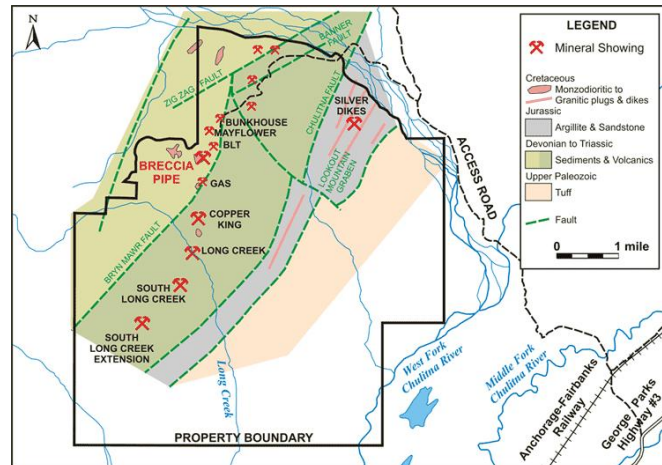 N
ZIG ZAG FAULT
BANNER FAULT
CHULITNA FAULT
BUNKHOUSE
MAYFLOWER
BLT
SILVER
DIKES
BRECCIA
PIPE
GAS
LOOKOUT
MOUNTAIN
GRABEN
ACCESS ROAD
COPPER
KING
BRYN MAWR FAULT
LONG CREEK
SOUTH
LONG CREEK
SOUTH
LONG CREEK
EXTENSION
Long Creek
West Fork
Chulitna River
Middle Fork
Chulitna River
Anchorage-Fairbanks
Railway
George Parks
Highway #3
PROPERTY BOUNDARY
LEGEND
Mineral Showing
Cretaceous
Monzodioritic to
Granitic plugs & dikes
Jurassic
Argillite & Sandstone
Devonian to Triassic
Sediments & Volcanics
Upper Paleozoic
Tuff
Fault
0 1 mile